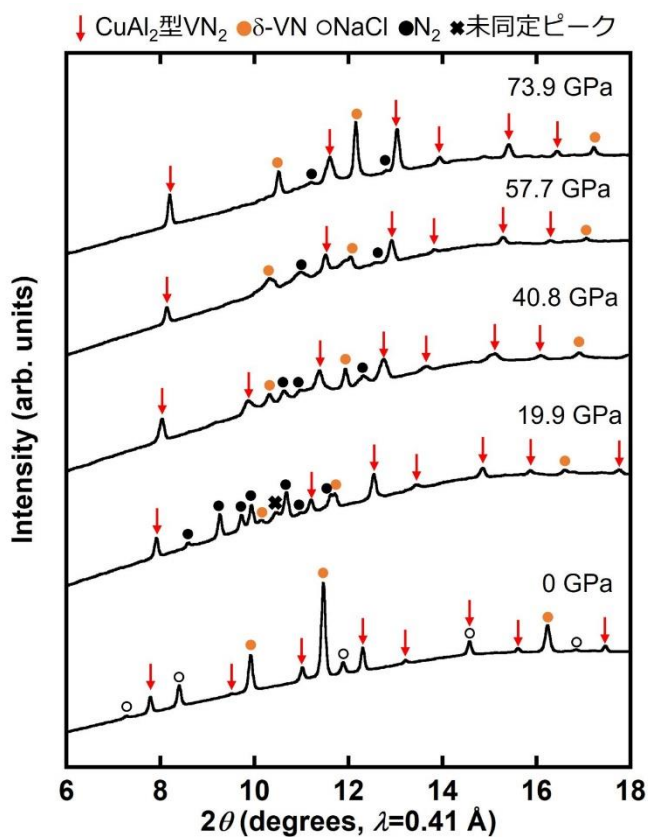 ↓ CuAl₂型VN₂ ●δ-VN ○NaCl ●N₂ ✖未同定ピーク
73.9 GPa
57.7 GPa
40.8 GPa
19.9 GPa
0 GPa
Intensity (arb. units)
6 8 10 12 14 16 18
2θ (degrees, λ=0.41 Å)